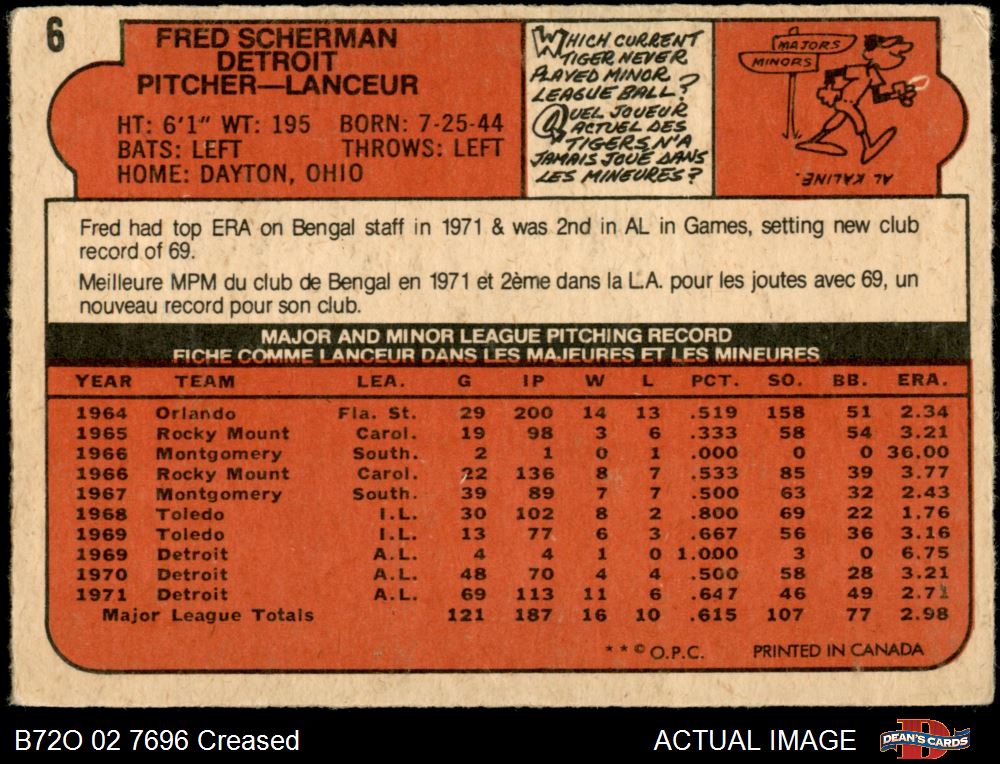 6
FRED SCHERMAN
DETROIT
PITCHER—LANCEUR
HT: 6'1" WT: 195 BORN: 7-25-44
BATS: LEFT THROWS: LEFT
HOME: DAYTON, OHIO
WHICH CURRENT
TIGER NEVER
PLAYED MINOR
LEAGUE BALL?
QUEL JOUEUR
ACTUEL DES
TIGERS N'A
JAMAIS JOUÉ DANS
LES MINEURES?
MAJORS
MINORS
AL KALINE.
Fred had top ERA on Bengal staff in 1971 & was 2nd in AL in Games, setting new club
record of 69.
Meilleure MPM du club de Bengal en 1971 et 2ème dans la L.A. pour les joutes avec 69, un
nouveau record pour son club.
MAJOR AND MINOR LEAGUE PITCHING RECORD
FICHE COMME LANCEUR DANS LES MAJEURES ET LES MINEURES
YEAR TEAM LEA. G IP W L PCT. SO. BB. ERA.
1964 Orlando Fla. St. 29 200 14 13 .519 158 51 2.34
1965 Rocky Mount Carol. 19 98 3 6 .333 58 54 3.21
1966 Montgomery South. 2 1 0 1 .000 0 0 36.00
1966 Rocky Mount Carol. 22 136 8 7 .533 85 39 3.77
1967 Montgomery South. 39 89 7 7 .500 63 32 2.43
1968 Toledo I.L. 30 102 8 2 .800 69 22 1.76
1969 Toledo I.L. 13 77 6 3 .667 56 36 3.16
1969 Detroit A.L. 4 4 1 0 1.000 3 0 6.75
1970 Detroit A.L. 48 70 4 4 .500 58 28 3.21
1971 Detroit A.L. 69 113 11 6 .647 46 49 2.71
Major League Totals 121 187 16 10 .615 107 77 2.98
* * © O.P.C. PRINTED IN CANADA
B72O 02 7696 Creased ACTUAL IMAGE
D
DEAN'S CARDS